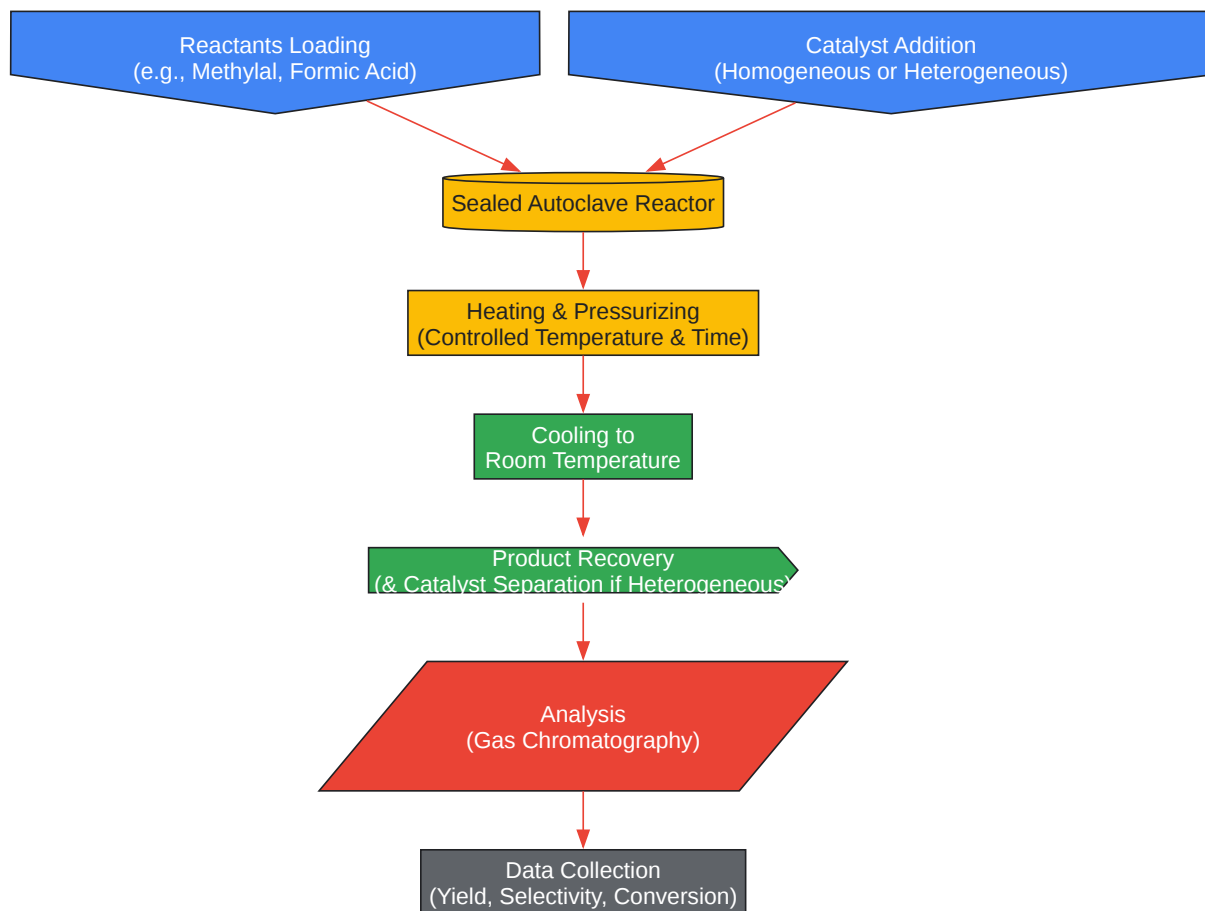 Reactants Loading
(e.g., Methylal, Formic Acid)
Catalyst Addition
(Homogeneous or Heterogeneous)
Sealed Autoclave Reactor
Heating & Pressurizing
(Controlled Temperature & Time)
Cooling to
Room Temperature
Product Recovery
(& Catalyst Separation if Heterogeneous)
Analysis
(Gas Chromatography)
Data Collection
(Yield, Selectivity, Conversion)